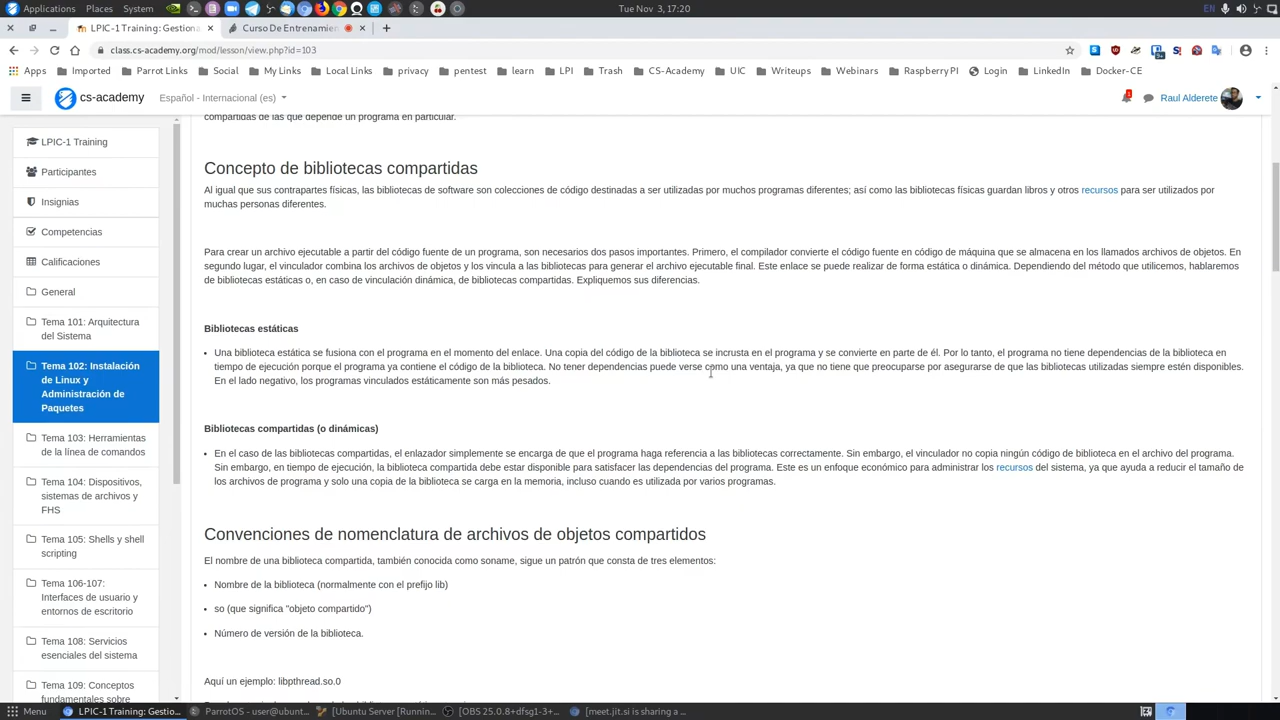 Applications Places System Tue Nov 3, 17:20 EN
LPIC-1 Training: Gestiona Curso De Entrenamien
class.cs-academy.org/mod/lesson/view.php?id=103
Apps Imported Parrot Links Social My Links Local Links privacy pentest learn LPI Trash CS-Academy UIC Writeups Webinars RaspberryPI Login LinkedIn Docker-CE
cs-academy Español - Internacional (es) Raul Alderete
LPIC-1 Training
Participantes
Insignias
Competencias
Calificaciones
General
Tema 101: Arquitectura
del Sistema
Tema 102: Instalación
de Linux y
Administración de
Paquetes
Tema 103: Herramientas
de la línea de comandos
Tema 104: Dispositivos,
sistemas de archivos y
FHS
Tema 105: Shells y shell
scripting
Tema 106-107:
Interfaces de usuario y
entornos de escritorio
Tema 108: Servicios
esenciales del sistema
Tema 109: Conceptos
fundamentales sobre
compartidas de las que depende un programa en particular.
Concepto de bibliotecas compartidas
Al igual que sus contrapartes físicas, las bibliotecas de software son colecciones de código destinadas a ser utilizadas por muchos programas diferentes; así como las bibliotecas físicas guardan libros y otros recursos para ser utilizados por
muchas personas diferentes.
Para crear un archivo ejecutable a partir del código fuente de un programa, son necesarios dos pasos importantes. Primero, el compilador convierte el código fuente en código de máquina que se almacena en los llamados archivos de objetos. En
segundo lugar, el vinculador combina los archivos de objetos y los vincula a las bibliotecas para generar el archivo ejecutable final. Este enlace se puede realizar de forma estática o dinámica. Dependiendo del método que utilicemos, hablaremos
de bibliotecas estáticas o, en caso de vinculación dinámica, de bibliotecas compartidas. Expliquemos sus diferencias.
Bibliotecas estáticas
• Una biblioteca estática se fusiona con el programa en el momento del enlace. Una copia del código de la biblioteca se incrusta en el programa y se convierte en parte de él. Por lo tanto, el programa no tiene dependencias de la biblioteca en
tiempo de ejecución porque el programa ya contiene el código de la biblioteca. No tener dependencias puede verse como una ventaja, ya que no tiene que preocuparse por asegurarse de que las bibliotecas utilizadas siempre estén disponibles.
En el lado negativo, los programas vinculados estáticamente son más pesados.
Bibliotecas compartidas (o dinámicas)
• En el caso de las bibliotecas compartidas, el enlazador simplemente se encarga de que el programa haga referencia a las bibliotecas correctamente. Sin embargo, el vinculador no copia ningún código de biblioteca en el archivo del programa.
Sin embargo, en tiempo de ejecución, la biblioteca compartida debe estar disponible para satisfacer las dependencias del programa. Este es un enfoque económico para administrar los recursos del sistema, ya que ayuda a reducir el tamaño de
los archivos de programa y solo una copia de la biblioteca se carga en la memoria, incluso cuando es utilizada por varios programas.
Convenciones de nomenclatura de archivos de objetos compartidos
El nombre de una biblioteca compartida, también conocida como soname, sigue un patrón que consta de tres elementos:
• Nombre de la biblioteca (normalmente con el prefijo lib)
• so (que significa "objeto compartido")
• Número de versión de la biblioteca.
Aquí un ejemplo: libpthread.so.0
Menu LPIC-1 Training: Gestio... ParrotOS - user@ubunt... [Ubuntu Server [Runnin... [OBS 25.0.8+dfsg1-3+... [meet.jit.si is sharing a ...